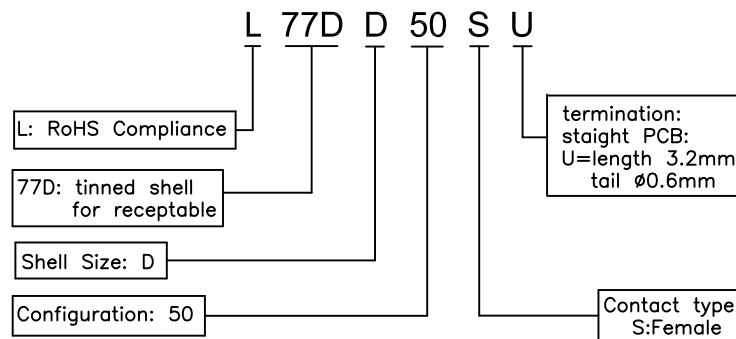 L 77D D 50 S U
L: RoHS Compliance
77D: tinned shell
for receptable
Shell Size: D
Configuration: 50
termination:
staight PCB:
U=length 3.2mm
tail ø0.6mm
Contact type
S:Female